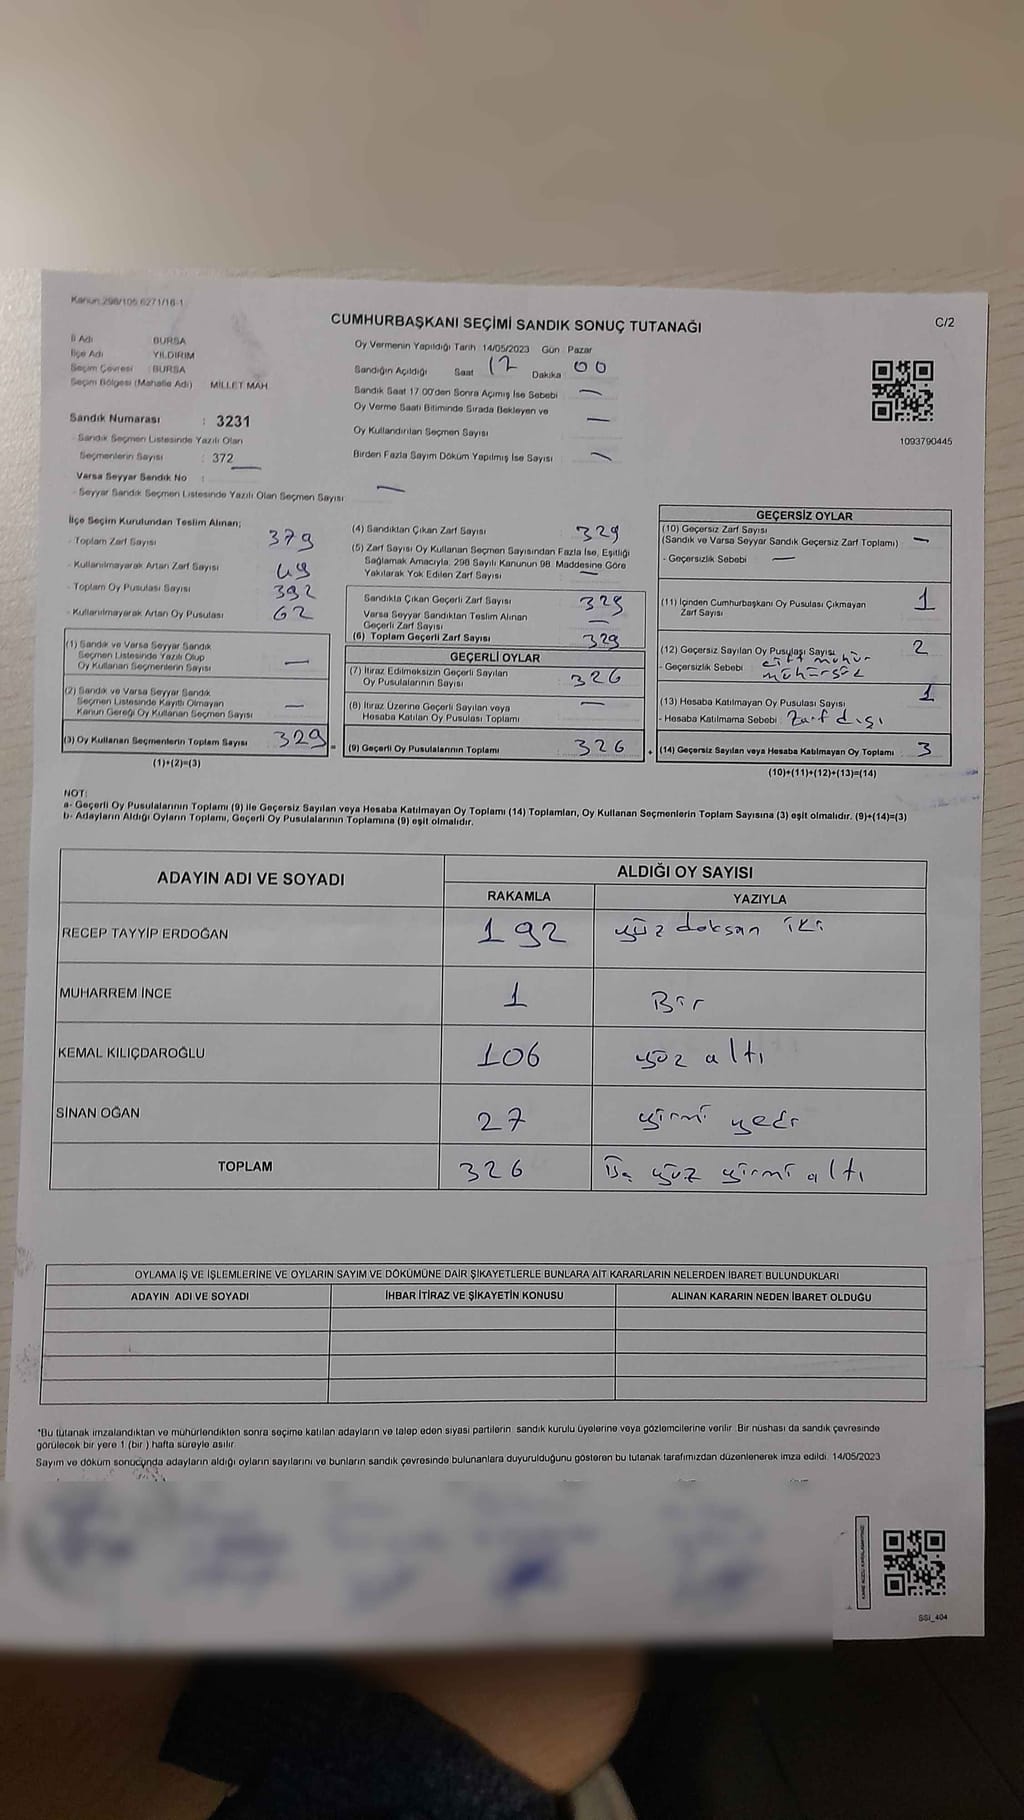 Kanun:298/105 6271/16-1
C/2
CUMHURBAŞKANI SEÇİMİ SANDIK SONUÇ TUTANAĞI
İl Adı BURSA
İlçe Adı YILDIRIM
Seçim Çevresi : BURSA
Seçim Bölgesi (Mahalle Adı) MİLLET MAH
Sandık Numarası : 3231
- Sandık Seçmen Listesinde Yazılı Olan
Seçmenlerin Sayısı : 372
Varsa Seyyar Sandık No :
- Seyyar Sandık Seçmen Listesinde Yazılı Olan Seçmen Sayısı —
Oy Vermenin Yapıldığı Tarih 14/05/2023 Gün Pazar
Sandığın Açıldığı Saat 17 Dakika 00
Sandık Saat 17 00'den Sonra Açımış İse Sebebi —
Oy Verme Saati Bitiminde Sırada Bekleyen ve —
Oy Kullandırılan Seçmen Sayısı
Birden Fazla Sayım Döküm Yapılmış İse Sayısı —
1093790445
İlçe Seçim Kurulundan Teslim Alınan;
- Toplam Zarf Sayısı 379
- Kullanılmayarak Artan Zarf Sayısı 49
- Toplam Oy Pusulası Sayısı 392
- Kullanılmayarak Artan Oy Pusulası 62
(1) Sandık ve Varsa Seyyar Sandık
Seçmen Listesinde Yazılı Olup
Oy Kullanan Seçmenlerin Sayısı —
(2) Sandık ve Varsa Seyyar Sandık
Seçmen Listesinde Kayıtlı Olmayan
Kanun Gereği Oy Kullanan Seçmen Sayısı —
(3) Oy Kullanan Seçmenlerin Toplam Sayısı 329 =
(1)+(2)=(3)
(4) Sandıktan Çıkan Zarf Sayısı 329
(5) Zarf Sayısı Oy Kullanan Seçmen Sayısından Fazla İse, Eşitliği
Sağlamak Amacıyla, 298 Sayılı Kanunun 98. Maddesine Göre
Yakılarak Yok Edilen Zarf Sayısı —
Sandıkta Çıkan Geçerli Zarf Sayısı 329
Varsa Seyyar Sandıktan Teslim Alınan
Geçerli Zarf Sayısı —
(6) Toplam Geçerli Zarf Sayısı 329
GEÇERLİ OYLAR
(7) İtiraz Edilmeksizin Geçerli Sayılan
Oy Pusulalarının Sayısı 326
(8) İtiraz Üzerine Geçerli Sayılan veya
Hesaba Katılan Oy Pusulası Toplamı —
(9) Geçerli Oy Pusulalarının Toplamı 326 +
GEÇERSİZ OYLAR
(10) Geçersiz Zarf Sayısı
(Sandık ve Varsa Seyyar Sandık Geçersiz Zarf Toplamı) —
- Geçersizlik Sebebi —
(11) İçinden Cumhurbaşkanı Oy Pusulası Çıkmayan
Zarf Sayısı 1
(12) Geçersiz Sayılan Oy Pusulası Sayısı 2
- Geçersizlik Sebebi çift mühür
mühürsüz
(13) Hesaba Katılmayan Oy Pusulası Sayısı 1
- Hesaba Katılmama Sebebi : Zarf dışı
(14) Geçersiz Sayılan veya Hesaba Katılmayan Oy Toplamı 3
(10)+(11)+(12)+(13)=(14)
NOT:
a- Geçerli Oy Pusulalarının Toplamı (9) ile Geçersiz Sayılan veya Hesaba Katılmayan Oy Toplamı (14) Toplamları, Oy Kullanan Seçmenlerin Toplam Sayısına (3) eşit olmalıdır. (9)+(14)=(3)
b- Adayların Aldığı Oyların Toplamı, Geçerli Oy Pusulalarının Toplamına (9) eşit olmalıdır.
ADAYIN ADI VE SOYADI ALDIĞI OY SAYISI
RAKAMLA YAZIYLA
RECEP TAYYİP ERDOĞAN 192 yüz doksan iki
MUHARREM İNCE 1 Bir
KEMAL KILIÇDAROĞLU 106 yüz altı
SİNAN OĞAN 27 yirmi yedi
TOPLAM 326 üç yüz yirmi altı
OYLAMA İŞ VE İŞLEMLERİNE VE OYLARIN SAYIM VE DÖKÜMÜNE DAİR ŞİKAYETLERLE BUNLARA AİT KARARLARIN NELERDEN İBARET BULUNDUKLARI
ADAYIN ADI VE SOYADI İHBAR İTİRAZ VE ŞİKAYETİN KONUSU ALINAN KARARIN NEDEN İBARET OLDUĞU
*Bu tutanak imzalandıktan ve mühürlendikten sonra seçime katılan adayların ve talep eden siyasi partilerin sandık kurulu üyelerine veya gözlemcilerine verilir. Bir nüshası da sandık çevresinde
görülecek bir yere 1 (bir ) hafta süreyle asılır.
Sayım ve döküm sonucunda adayların aldığı oyların sayılarını ve bunların sandık çevresinde bulunanlara duyurulduğunu gösteren bu tutanak tarafımızdan düzenlenerek imza edildi. 14/05/2023
SSİ_404